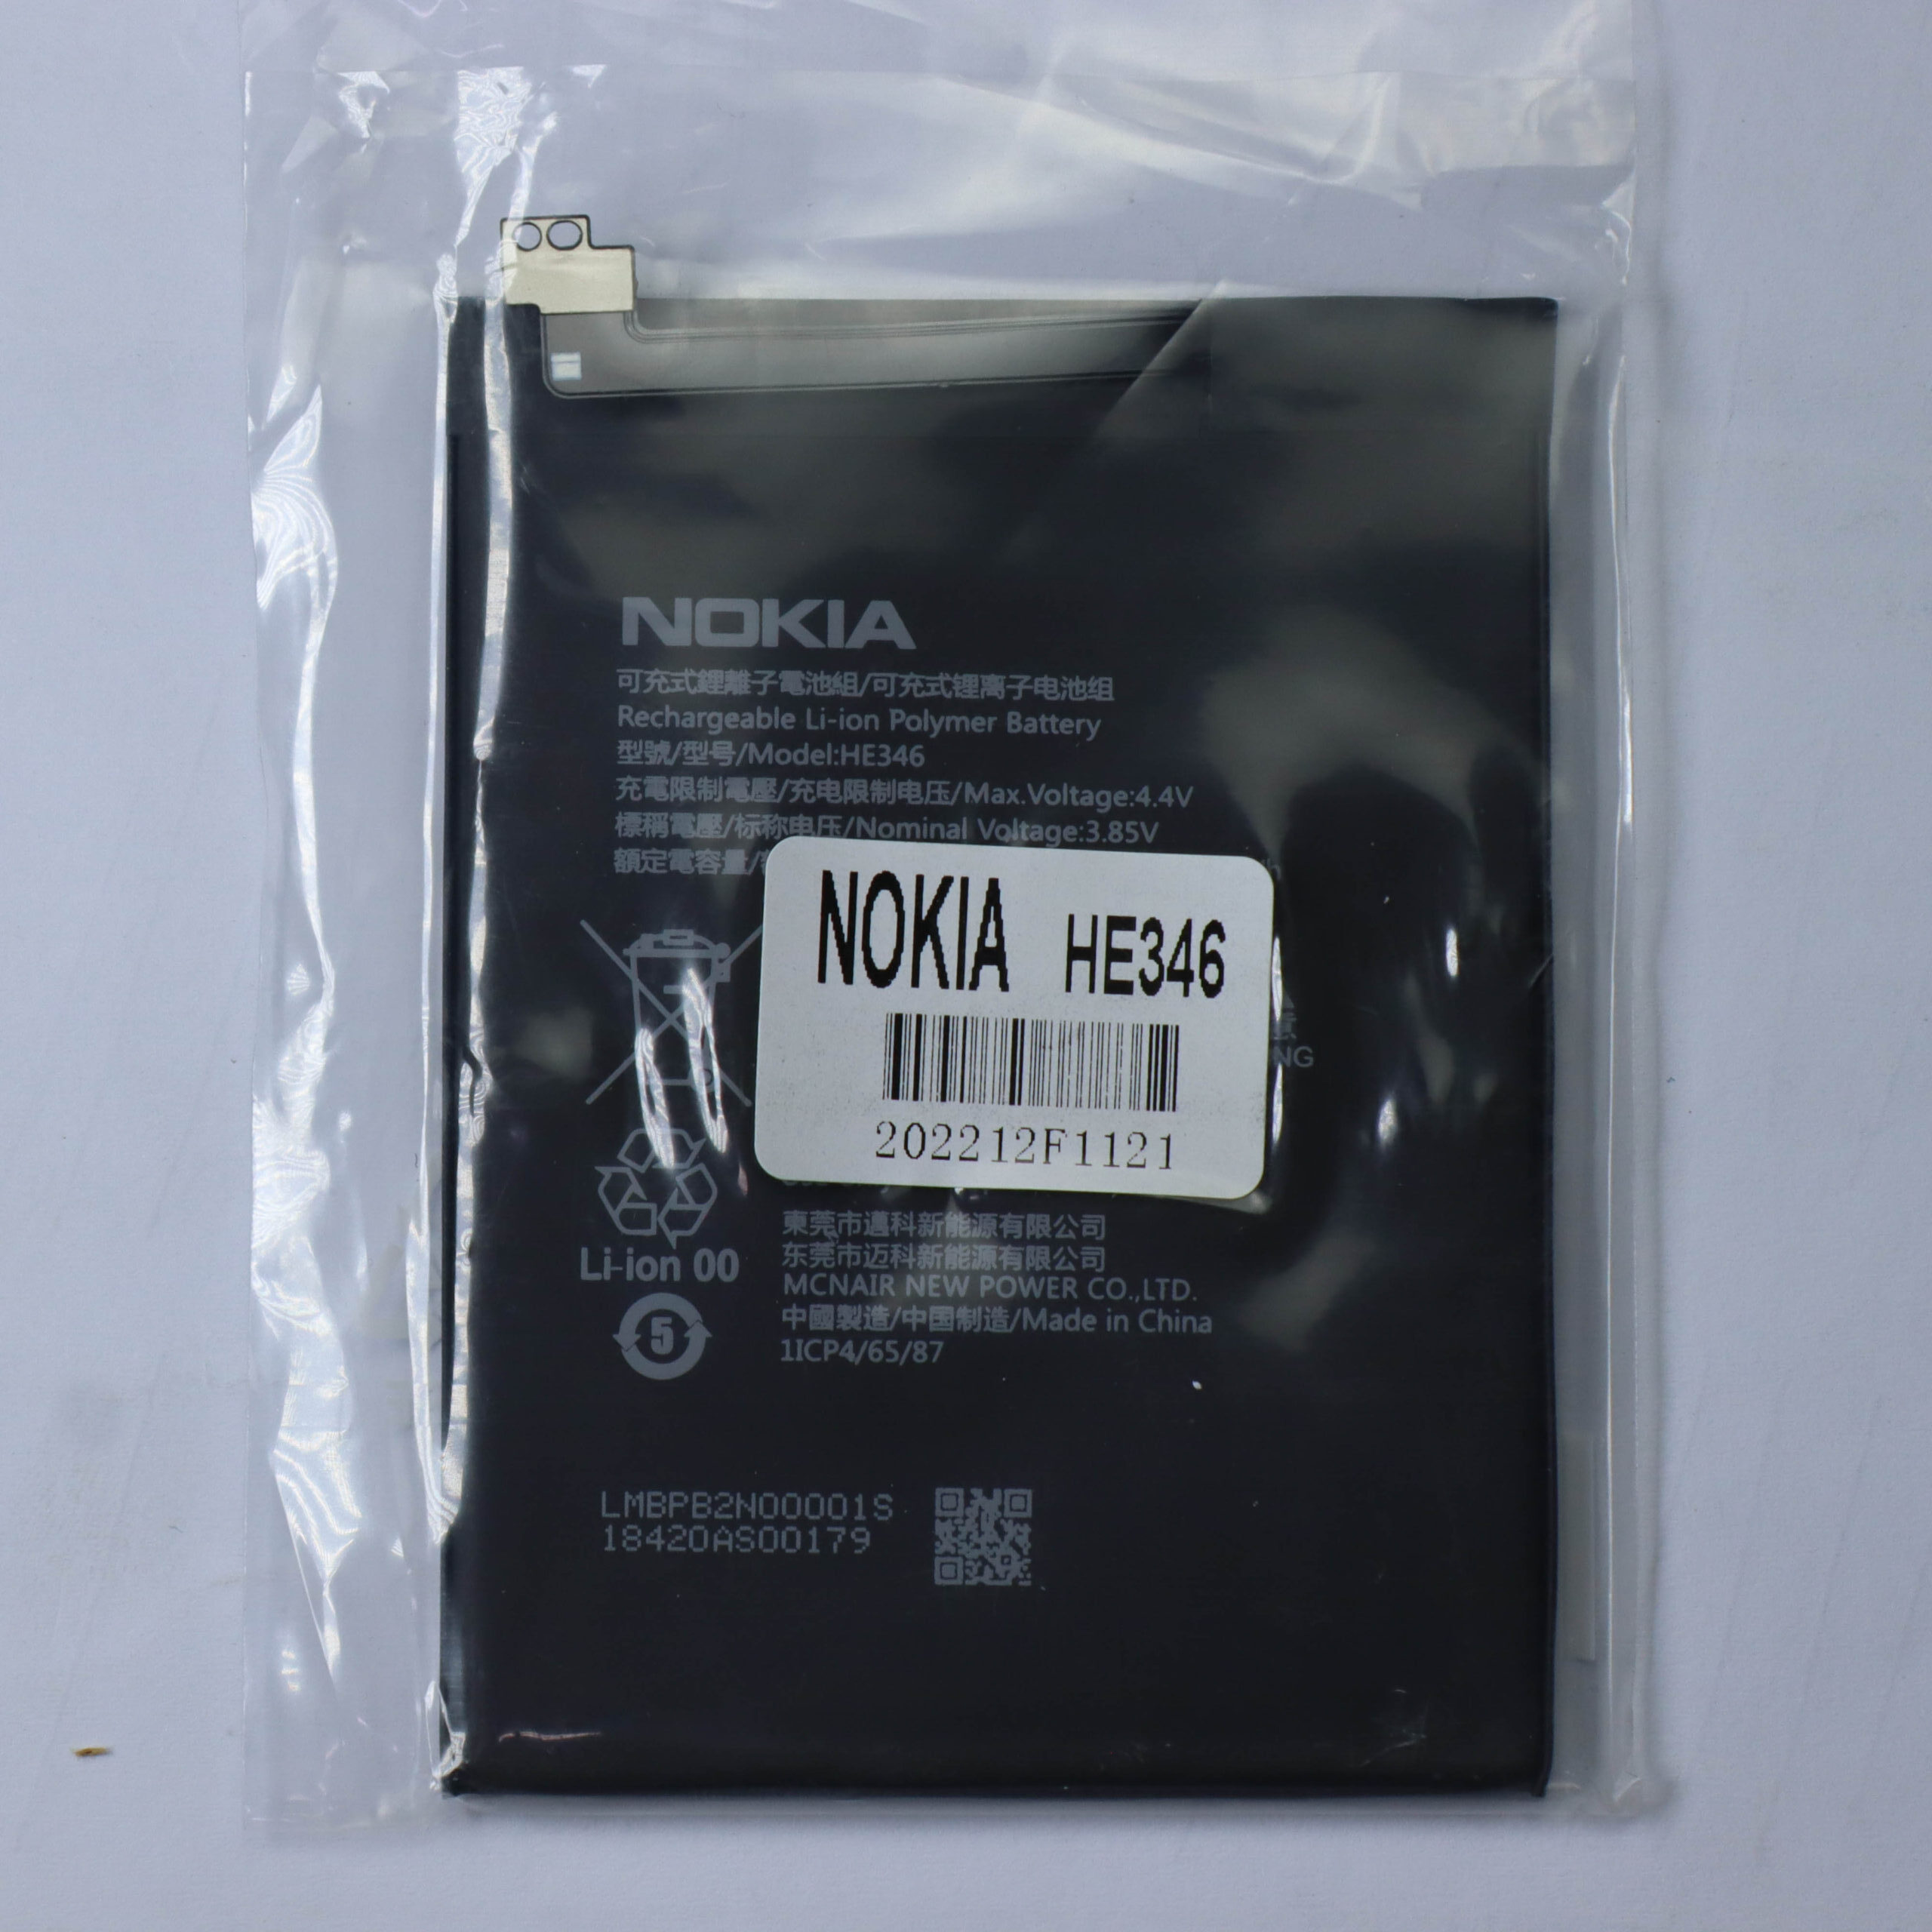 NOKIA
可充式鋰離子電池組/可充式锂离子电池组
Rechargeable Li-ion Polymer Battery
型號/型号/Model:HE346
充電限制電壓/充电限制电压/Max.Voltage:4.4V
標稱電壓/标称电压/Nominal Voltage:3.85V
額定電容量/
NOKIA HE346
202212F1121
Li-ion 00
5
東莞市邁科新能源有限公司
东莞市迈科新能源有限公司
MCNAIR NEW POWER CO.,LTD.
中國製造/中国制造/Made in China
1ICP4/65/87
LMBPB2N00001S
18420AS00179